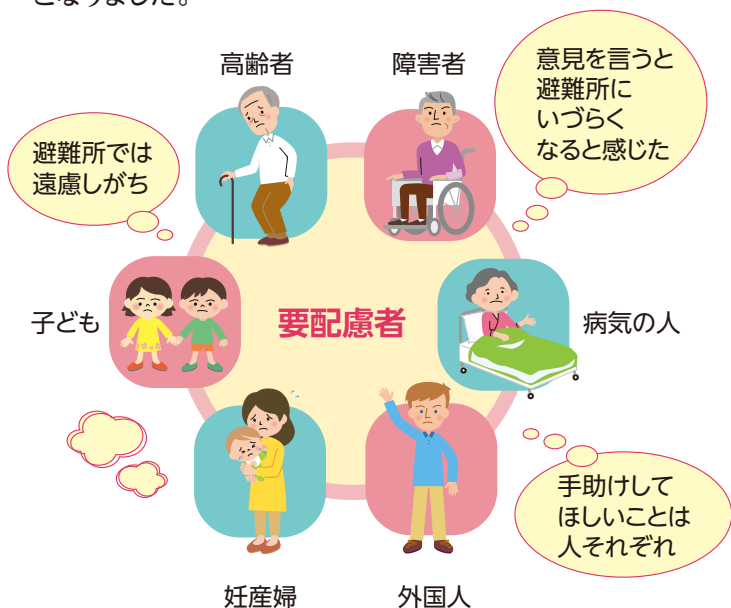 となりました。
高齢者
障害者
意見を言うと
避難所に
いづらく
なると感じた
避難所では
遠慮しがち
子ども
要配慮者
病気の人
手助けして
ほしいことは
人それぞれ
妊産婦
外国人